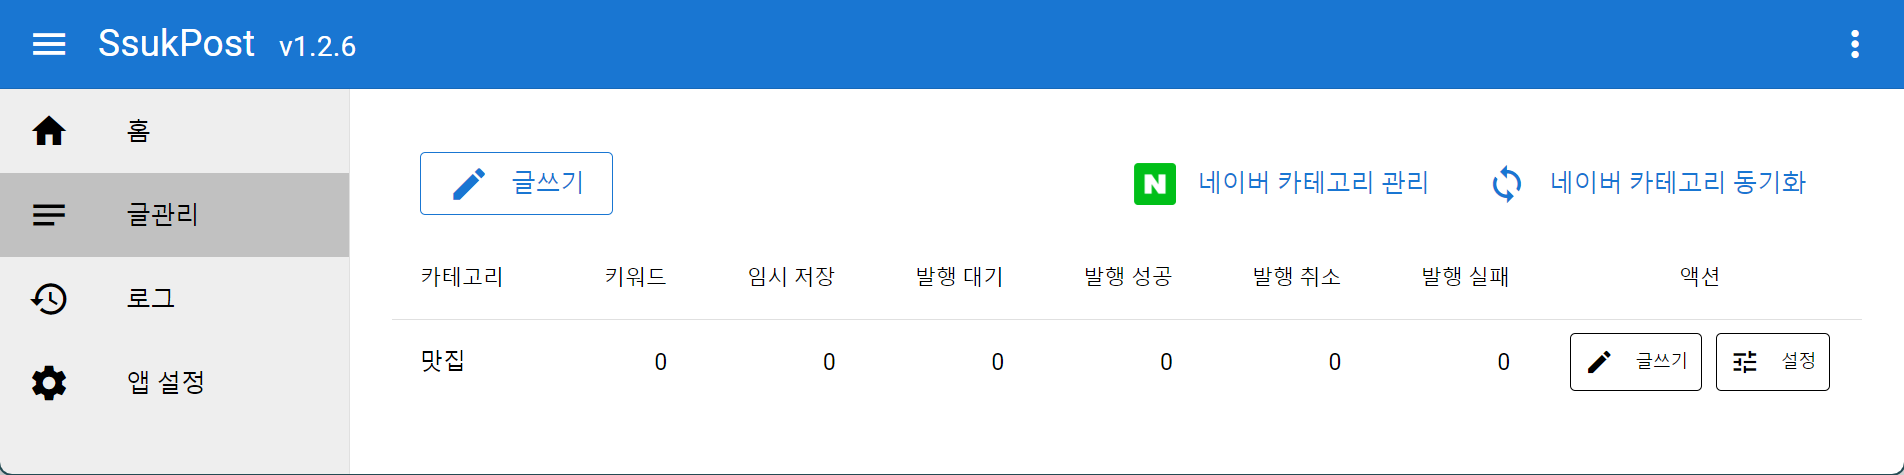 SsukPost v1.2.6
홈
글관리
로그
앱 설정
글쓰기 N 네이버 카테고리 관리 네이버 카테고리 동기화
카테고리 키워드 임시 저장 발행 대기 발행 성공 발행 취소 발행 실패 액션
맛집 0 0 0 0 0 0 글쓰기 설정